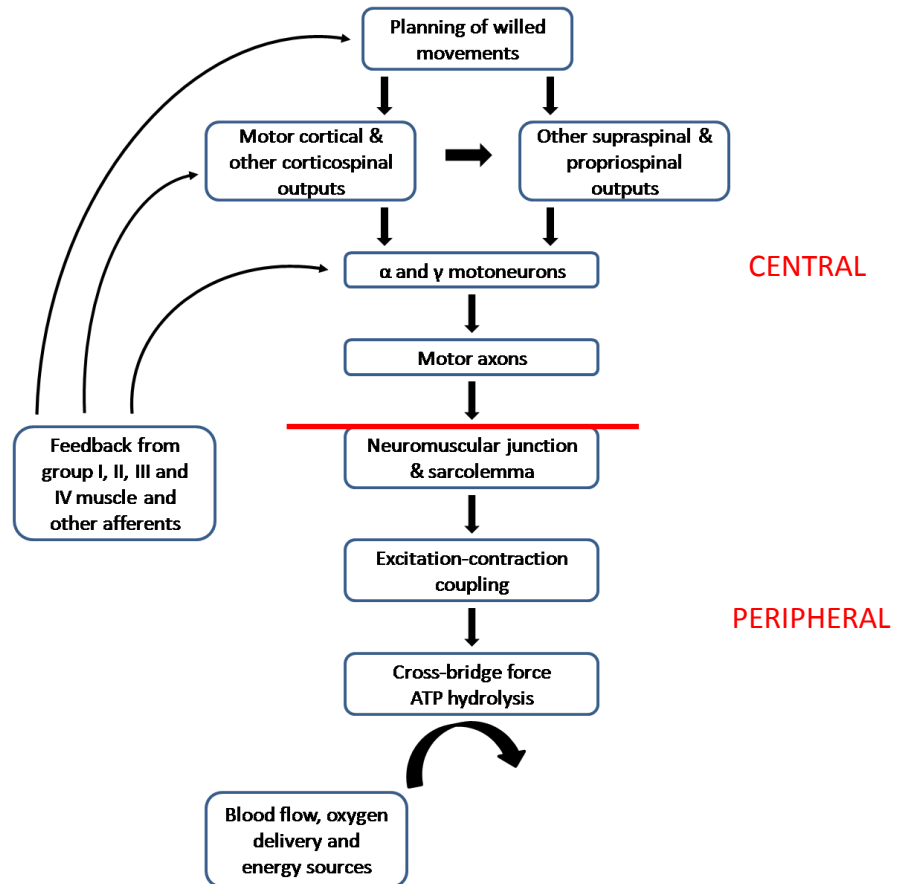 Planning of willed
movements
Motor cortical &
other corticospinal
outputs
Other supraspinal &
propriospinal
outputs
α and γ motoneurons
CENTRAL
Motor axons
Feedback from
group I, II, III and
IV muscle and
other afferents
Neuromuscular junction
& sarcolemma
Excitation-contraction
coupling
PERIPHERAL
Cross-bridge force
ATP hydrolysis
Blood flow, oxygen
delivery and
energy sources